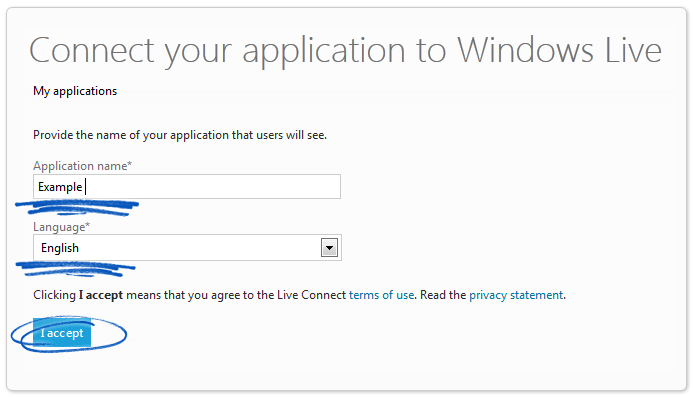 Connect your application to Windows Live
My applications
Provide the name of your application that users will see.
Application name*
Example
Language*
English
Clicking I accept means that you agree to the Live Connect terms of use. Read the privacy statement.
I accept